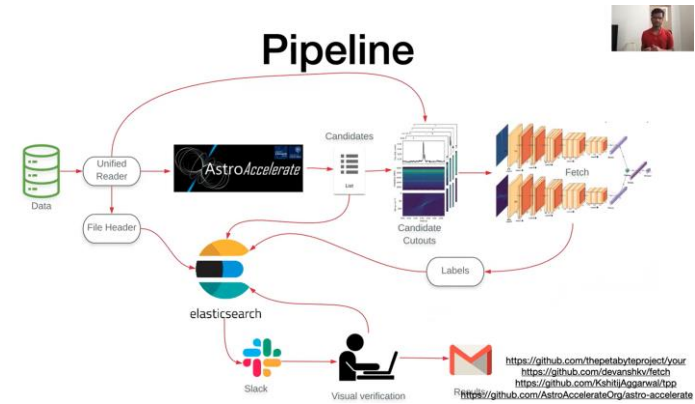 Pipeline
Candidates
Unified
Reader
AstroAccelerate
List
Fetch
Data
File Header
Candidate
Cutouts
Labels
elasticsearch
Slack
Visual verification
Results
https://github.com/thepetabyteproject/your
https://github.com/devanshkv/fetch
https://github.com/KshitijAggarwal/tpp
https://github.com/AstroAccelerateOrg/astro-accelerate